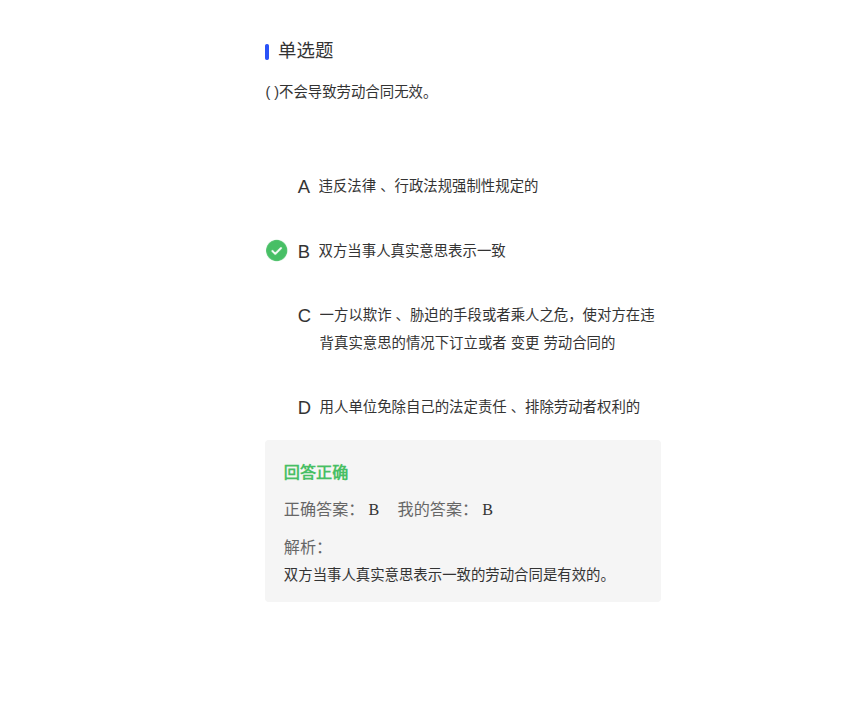 单选题
( )不会导致劳动合同无效。
A 违反法律 、行政法规强制性规定的
B 双方当事人真实意思表示一致
C 一方以欺诈 、胁迫的手段或者乘人之危，使对方在违
背真实意思的情况下订立或者 变更 劳动合同的
D 用人单位免除自己的法定责任 、排除劳动者权利的
回答正确
正确答案： B 我的答案： B
解析：
双方当事人真实意思表示一致的劳动合同是有效的。